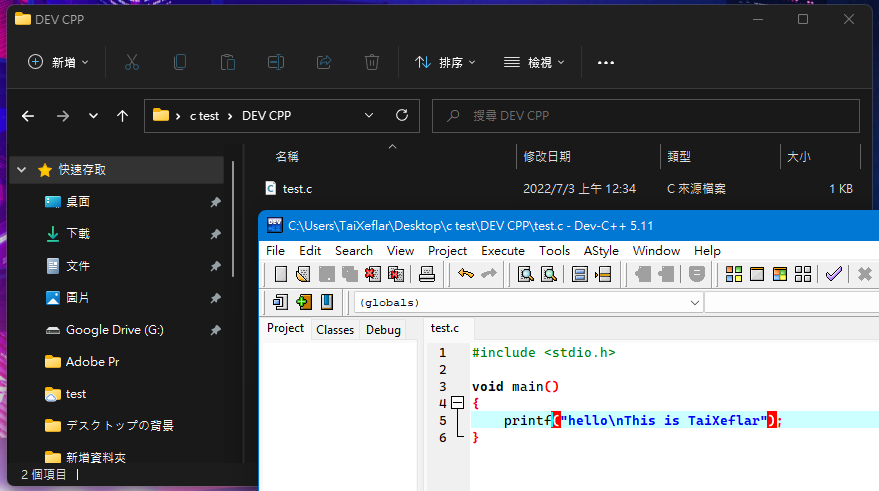 DEV CPP
新增
排序
檢視
c test
DEV CPP
搜尋 DEV CPP
名稱
修改日期
類型
大小
快速存取
test.c
2022/7/3 上午 12:34
C 來源檔案
1 KB
桌面
下載
文件
圖片
Google Drive (G:)
Adobe Pr
test
デスクトップの背景
新增資料夾
2 個項目
C:\Users\TaiXeflar\Desktop\c test\DEV CPP\test.c - Dev-C++ 5.11
File Edit Search View Project Execute Tools AStyle Window Help
(globals)
Project Classes Debug
test.c
1 #include <stdio.h>
2
3 void main()
4 {
5 printf("hello\nThis is TaiXeflar");
6 }